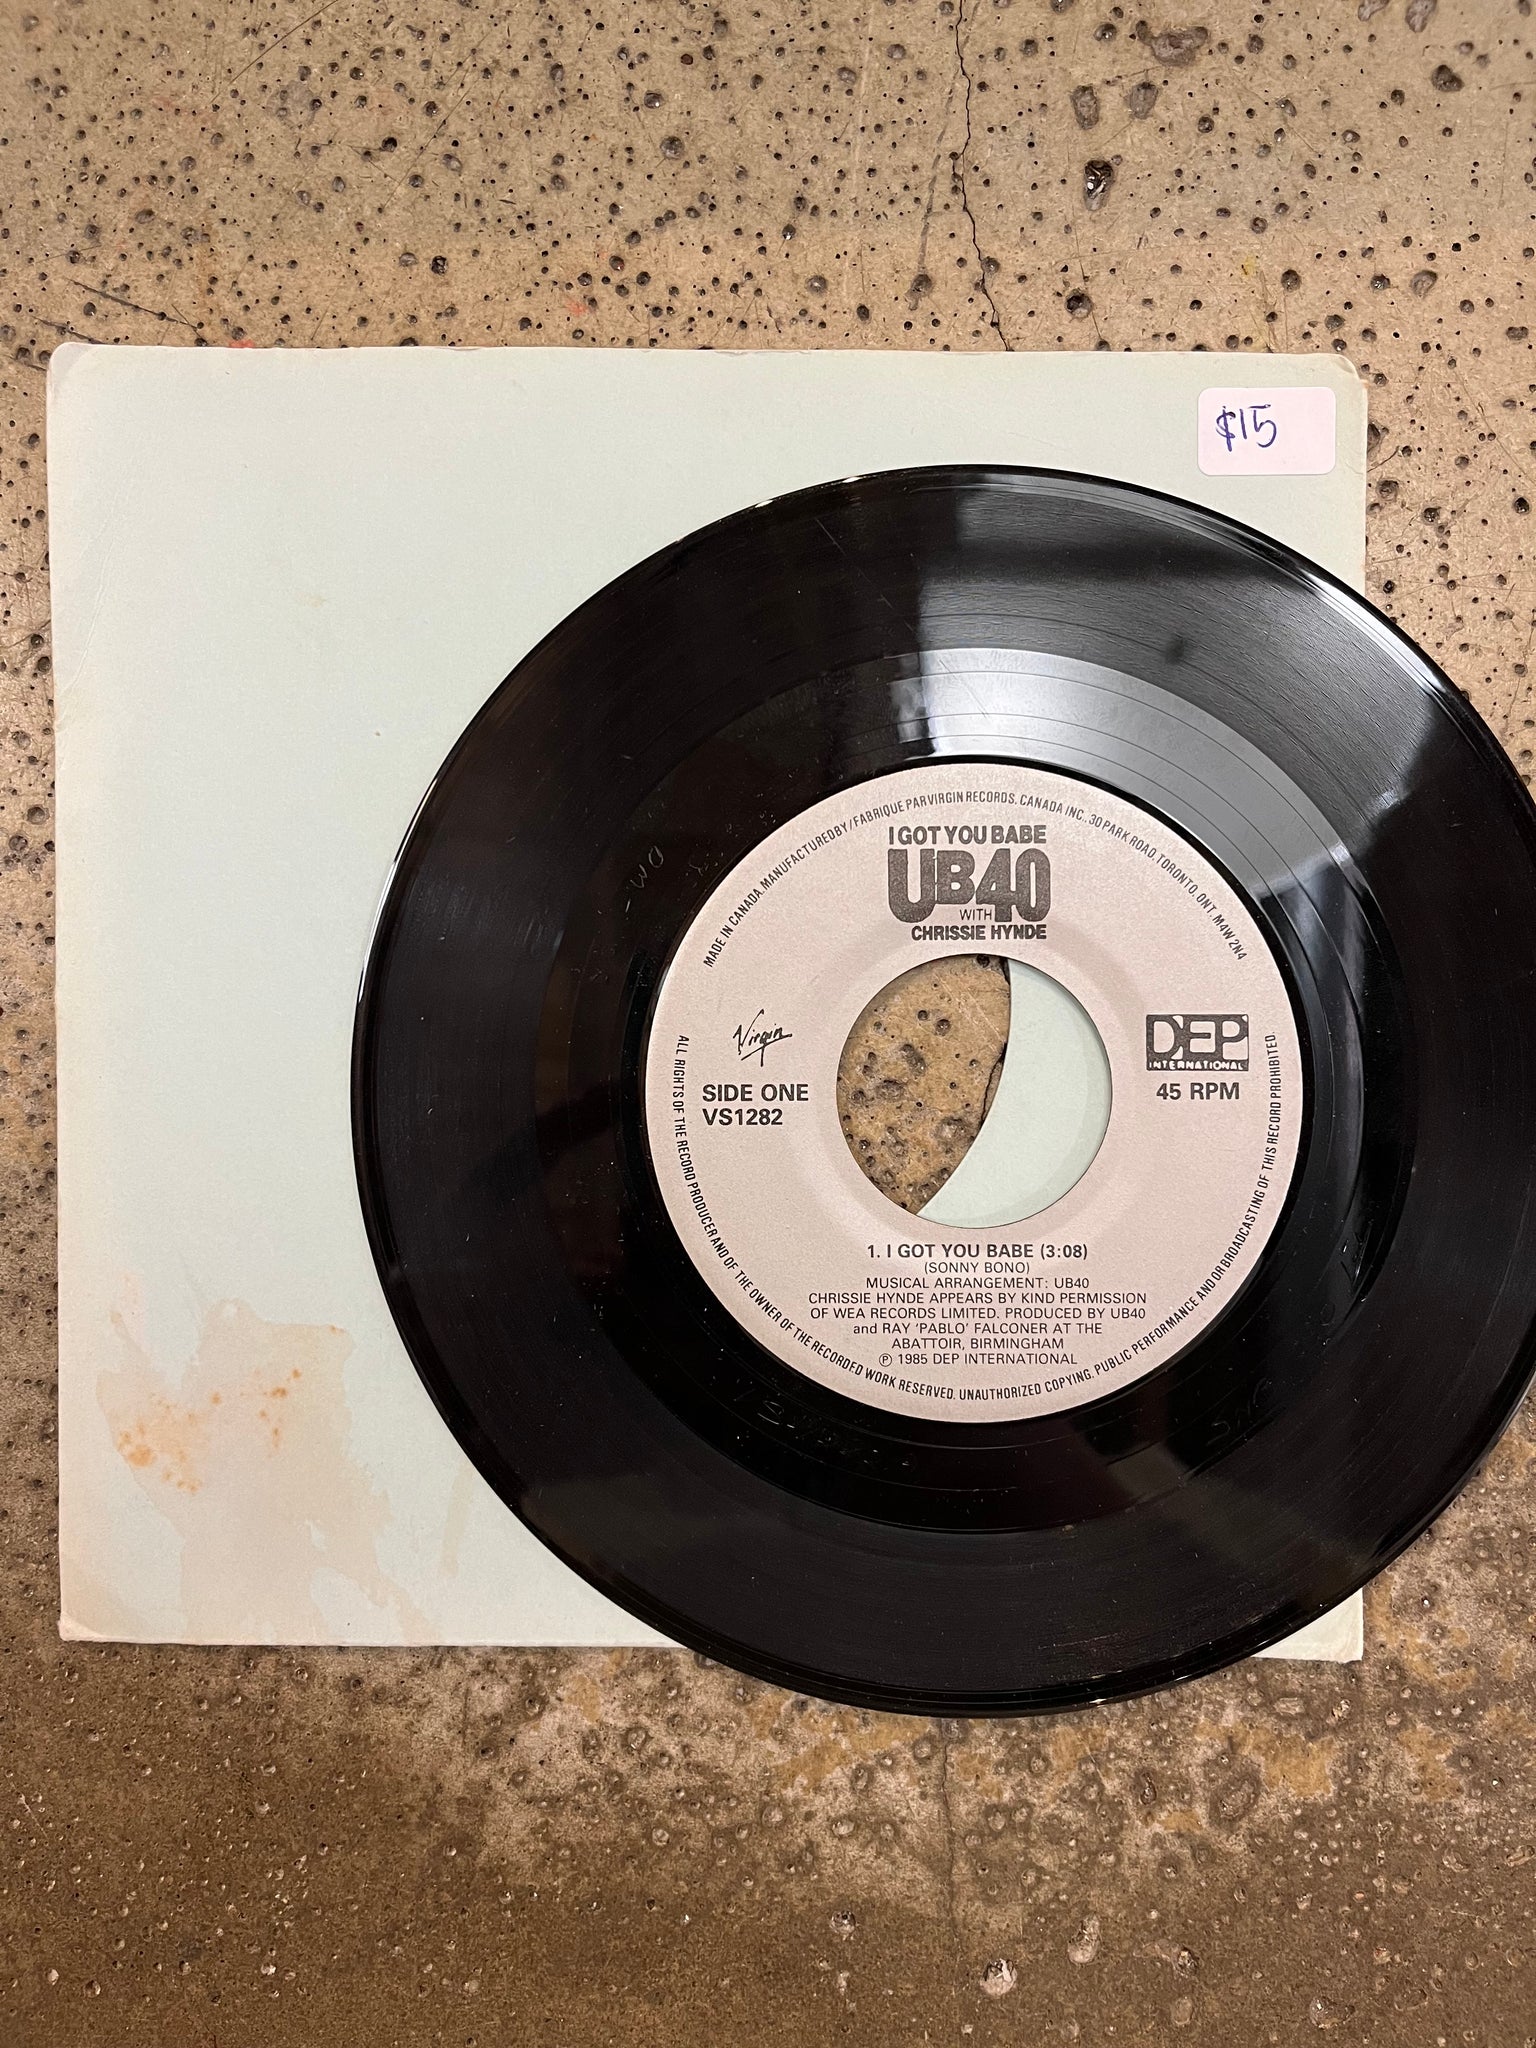 $15
MADE IN CANADA. MANUFACTURED BY / FABRIQUE PAR VIRGIN RECORDS. CANADA INC., 30 PARK ROAD, TORONTO. ONT. M4W 2N4
I GOT YOU BABE
UB40
WITH
CHRISSIE HYNDE
Virgin
DEP
INTERNATIONAL
SIDE ONE
VS1282
45 RPM
1. I GOT YOU BABE (3:08)
(SONNY BONO)
MUSICAL ARRANGEMENT: UB40
CHRISSIE HYNDE APPEARS BY KIND PERMISSION
OF WEA RECORDS LIMITED. PRODUCED BY UB40
and RAY 'PABLO' FALCONER AT THE
ABATTOIR, BIRMINGHAM
℗ 1985 DEP INTERNATIONAL
ALL RIGHTS OF THE RECORD PRODUCER AND OF THE OWNER OF THE RECORDED WORK RESERVED. UNAUTHORIZED COPYING. PUBLIC PERFORMANCE AND OR BROADCASTING OF THIS RECORD PROHIBITED